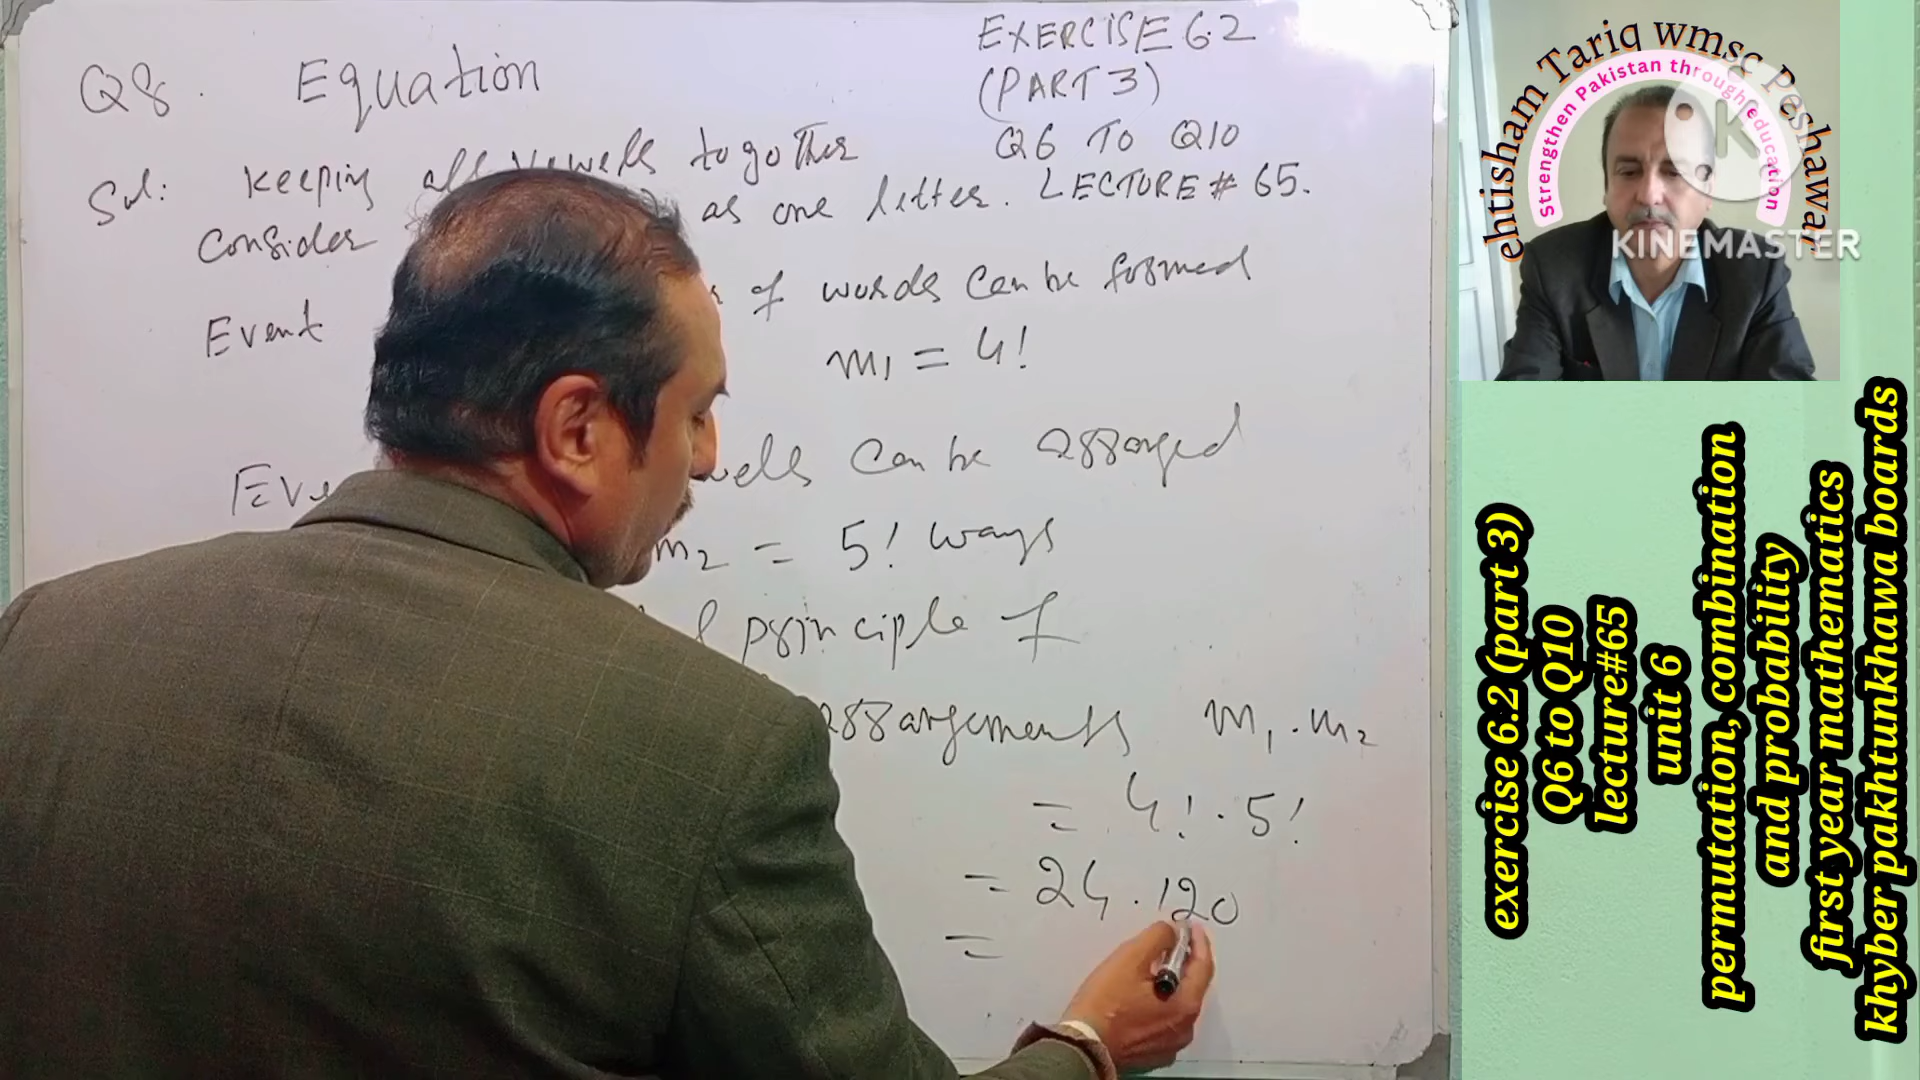 Q8. Equation
EXERCISE 6.2
(PART 3)
Q6 TO Q10
LECTURE # 65.
Sol: Keeping all vowels together
Consider as one letter.
Event of words can be formed
m1 = 4!
can be arranged
m2 = 5! ways
principle of
arrangements m1 . m2
= 4! . 5!
= 24 . 120
=
ehtisham Tariq wmsg Peshawar
Strengthen Pakistan through education
K
KINEMASTER
exercise 6.2 (part 3)
Q6 to Q10
lecture#65
unit 6
permutation, combination
and probability
first year mathematics
khyber pakhtunkhawa boards